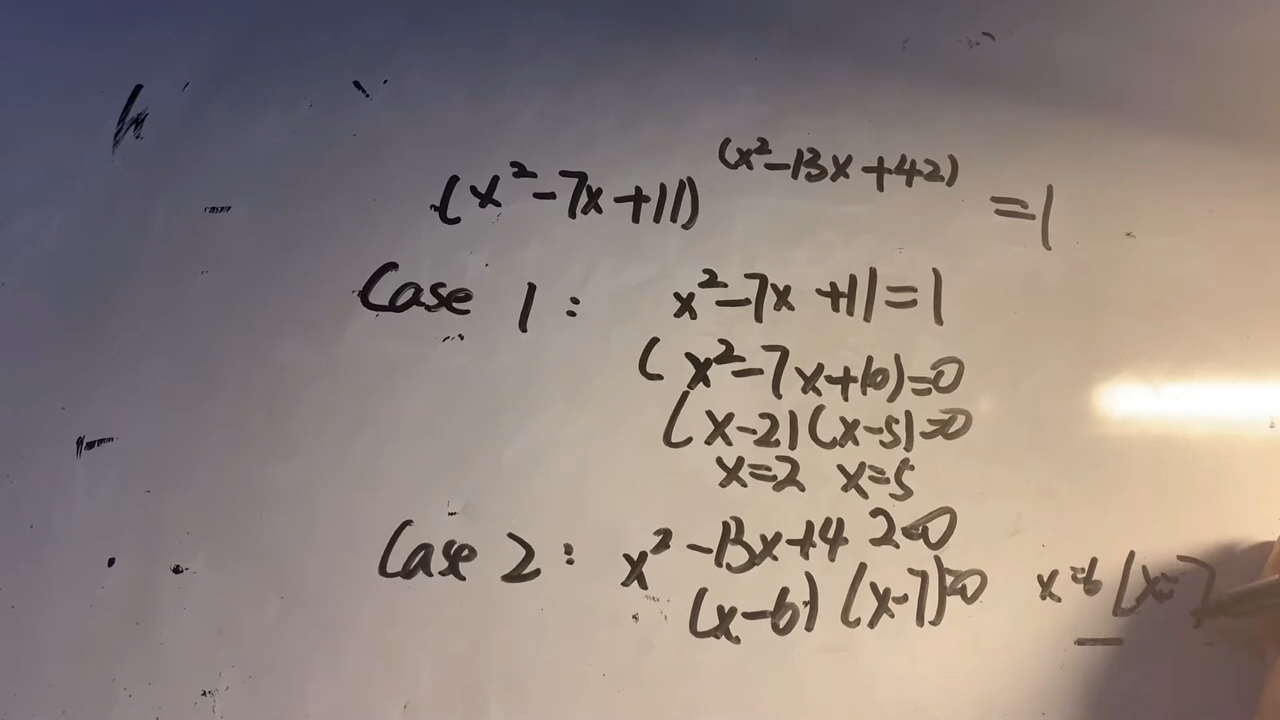 (x²-7x+11)^(x²-13x+42) =1
Case 1: x²-7x+11=1
(x²-7x+10)=0
(x-2)(x-5)=0
x=2 x=5
Case 2: x²-13x+42=0
(x-6)(x-7)=0 x=6 (x=7